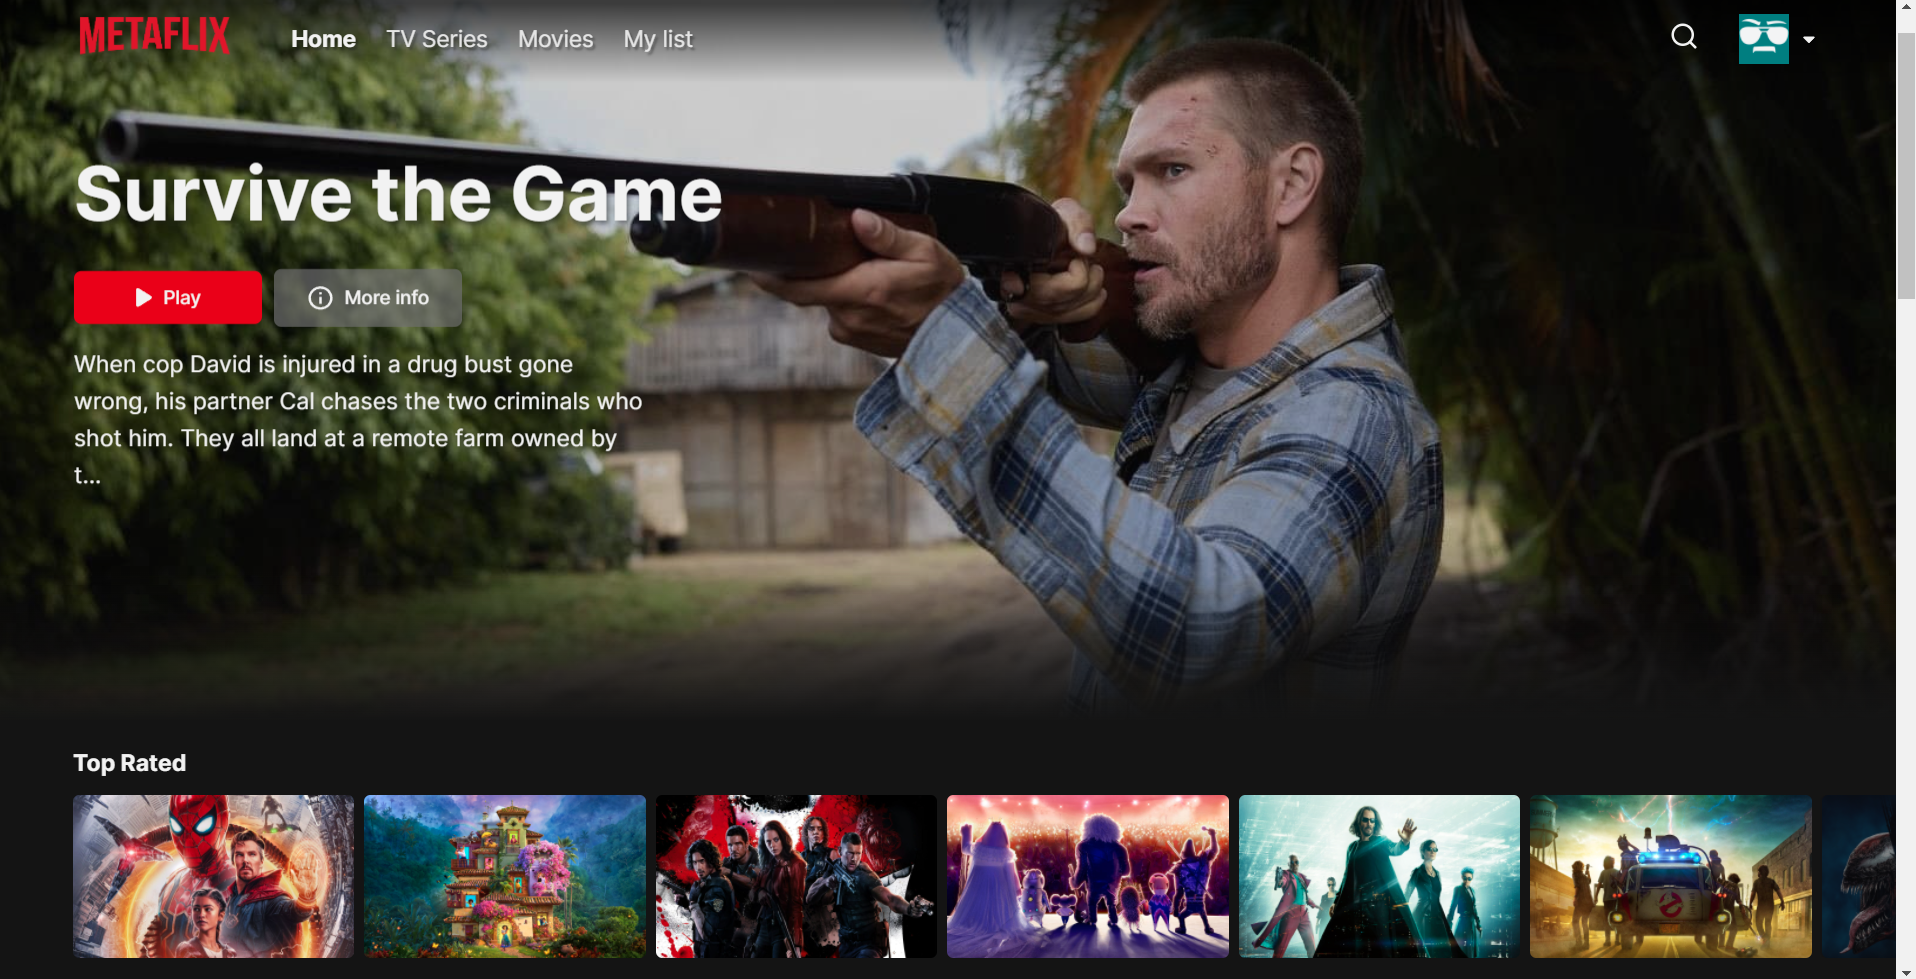 METAFLIX
Home TV Series Movies My list
Survive the Game
Play More info
When cop David is injured in a drug bust gone
wrong, his partner Cal chases the two criminals who
shot him. They all land at a remote farm owned by
t...
Top Rated